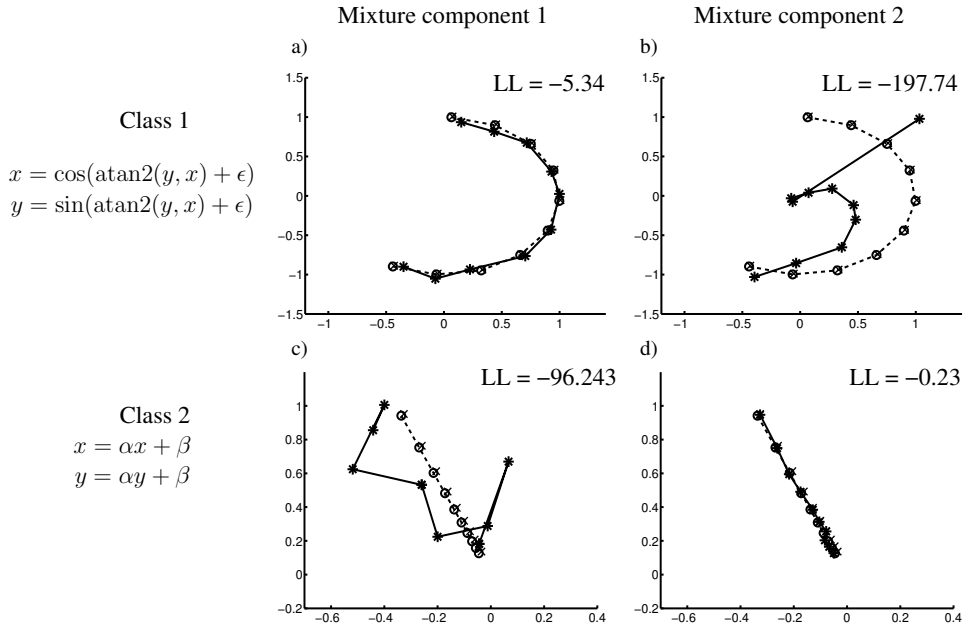 Mixture component 1
Mixture component 2
a)
b)
LL = −5.34
LL = −197.74
Class 1
x = cos(atan2(y, x) + ϵ)
y = sin(atan2(y, x) + ϵ)
1.5
1
0.5
0
−0.5
−1
−1.5
−1 −0.5 0 0.5 1
1.5
1
0.5
0
−0.5
−1
−1.5
−1 −0.5 0 0.5 1
c)
d)
LL = −96.243
LL = −0.23
Class 2
x = αx + β
y = αy + β
1
0.8
0.6
0.4
0.2
0
−0.2
−0.6 −0.4 −0.2 0 0.2 0.4
1
0.8
0.6
0.4
0.2
0
−0.2
−0.6 −0.4 −0.2 0 0.2 0.4